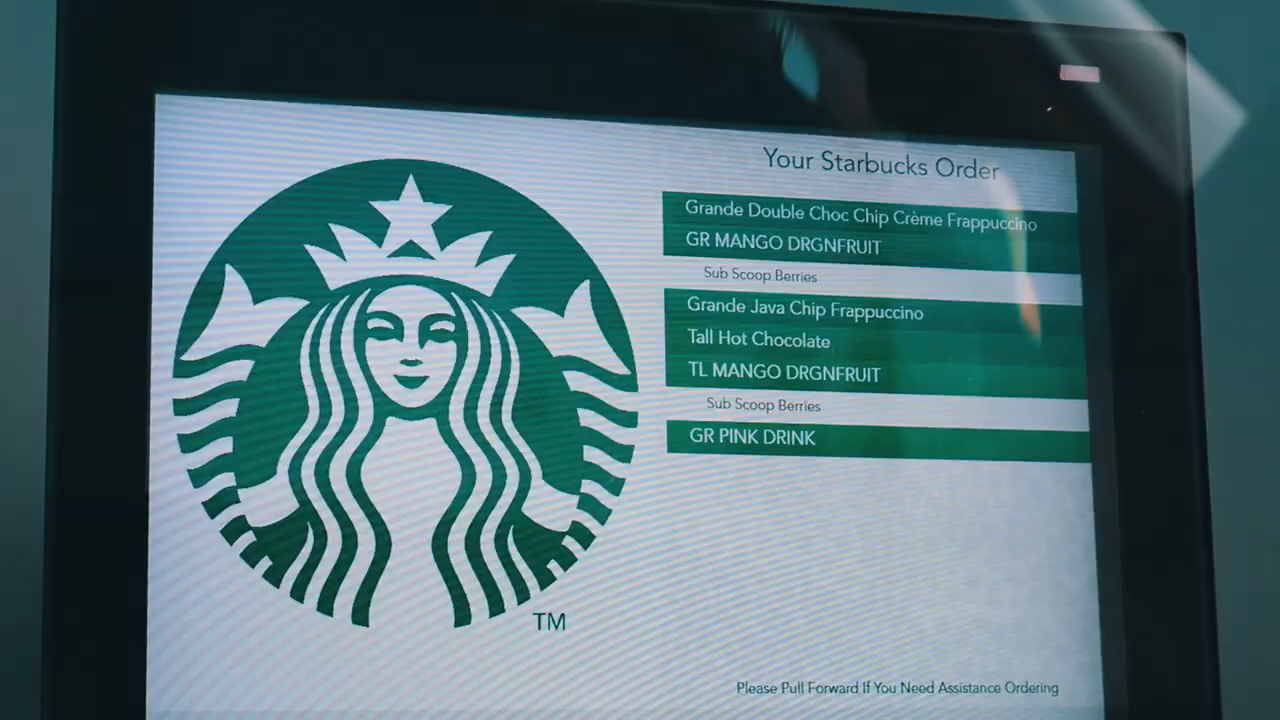 Your Starbucks Order
Grande Double Choc Chip Crème Frappuccino
GR MANGO DRGNFRUIT
Sub Scoop Berries
Grande Java Chip Frappuccino
Tall Hot Chocolate
TL MANGO DRGNFRUIT
Sub Scoop Berries
GR PINK DRINK
TM
Please Pull Forward If You Need Assistance Ordering